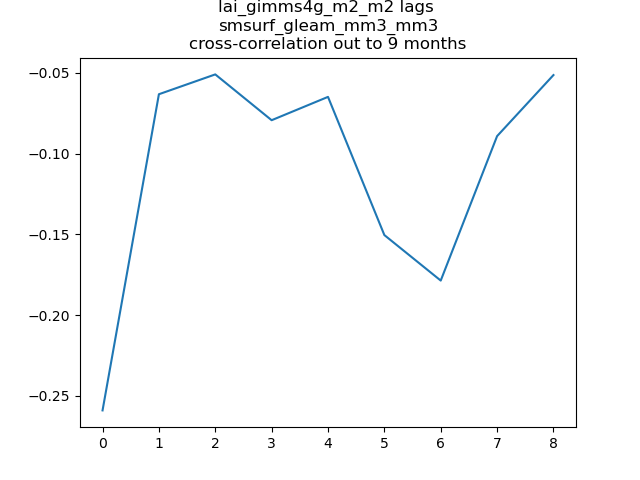 lai_gimms4g_m2_m2 lags
smsurf_gleam_mm3_mm3
cross-correlation out to 9 months
−0.05
−0.10
−0.15
−0.20
−0.25
0 1 2 3 4 5 6 7 8